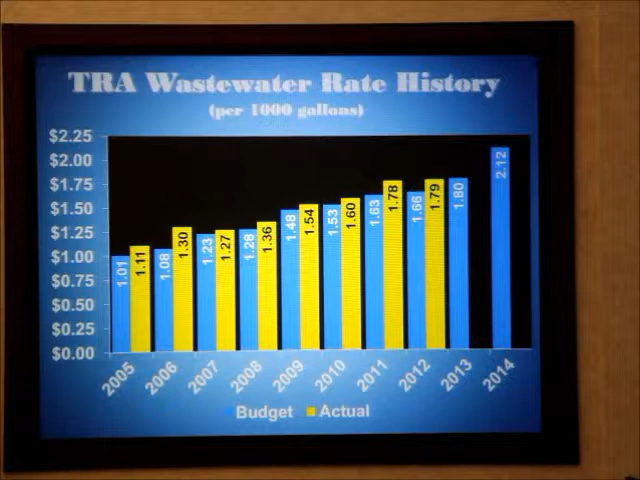 TRA Wastewater Rate History
(per 1000 gallons)
$2.25
$2.00
$1.75
$1.50
$1.25
$1.00
$0.75
$0.50
$0.25
$0.00
1.01 1.11 1.08 1.30 1.23 1.27 1.28 1.36 1.48 1.54 1.53 1.60 1.63 1.78 1.66 1.79 1.80 2.12
2005 2006 2007 2008 2009 2010 2011 2012 2013 2014
Budget Actual